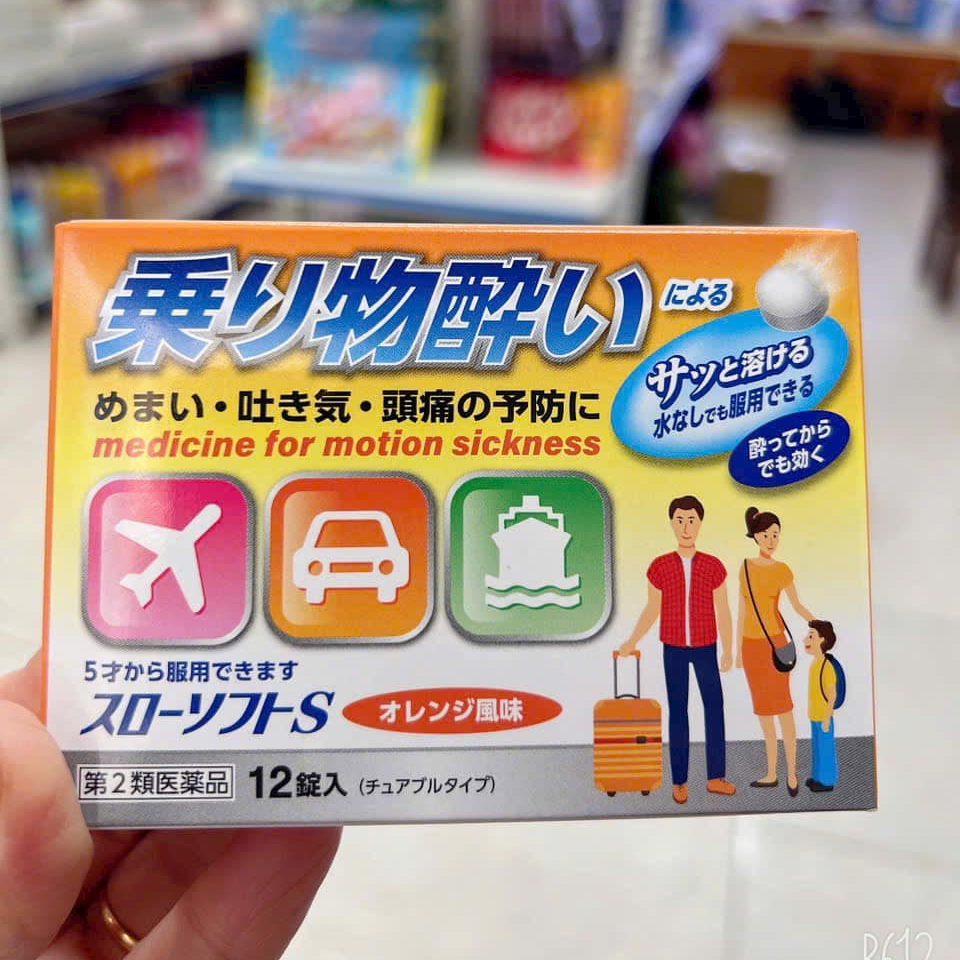 乗り物酔いによる
サッと溶ける
水なしでも服用できる
酔ってから
でも効く
めまい・吐き気・頭痛の予防に
medicine for motion sickness
5才から服用できます
スローソフトS オレンジ風味
第2類医薬品 12錠入 (チュアブルタイプ)
B612